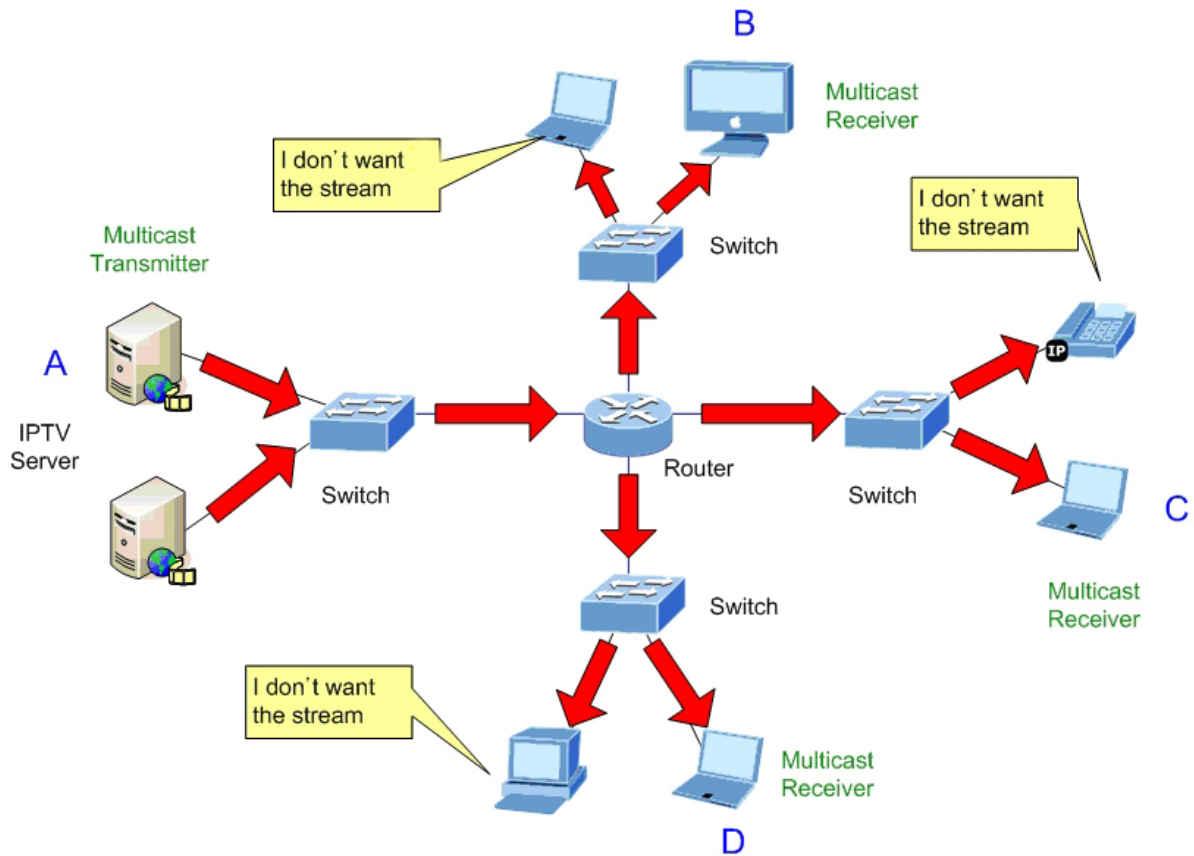 B
Multicast
Receiver
I don't want
the stream
I don't want
the stream
Multicast
Transmitter
Switch
A
IP
IPTV
Server
Router
Switch
Switch
C
Switch
Multicast
Receiver
I don't want
the stream
Multicast
Receiver
D